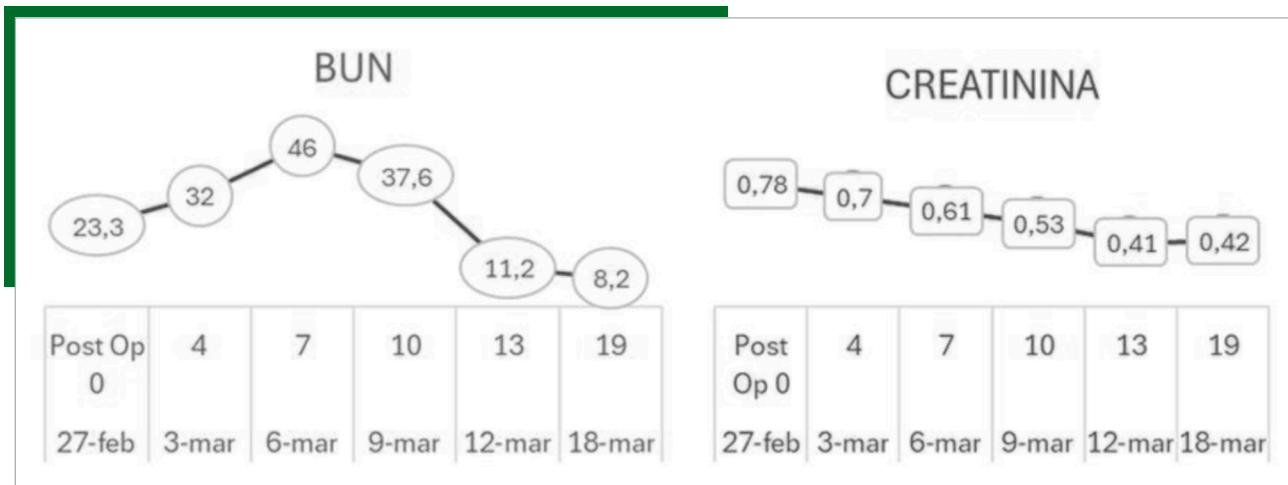 BUN
23,3
32
46
37,6
11,2
8,2
Post Op 4 7 10 13 19
0
27-feb 3-mar 6-mar 9-mar 12-mar 18-mar
CREATININA
0,78
0,7
0,61
0,53
0,41
0,42
Post 4 7 10 13 19
Op 0
27-feb 3-mar 6-mar 9-mar 12-mar 18-mar